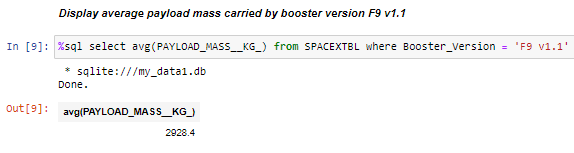 Display average payload mass carried by booster version F9 v1.1
In [9]: %sql select avg(PAYLOAD_MASS__KG_) from SPACEXTBL where Booster_Version = 'F9 v1.1'
* sqlite:///my_data1.db
Done.
Out[9]: avg(PAYLOAD_MASS__KG_)
2928.4